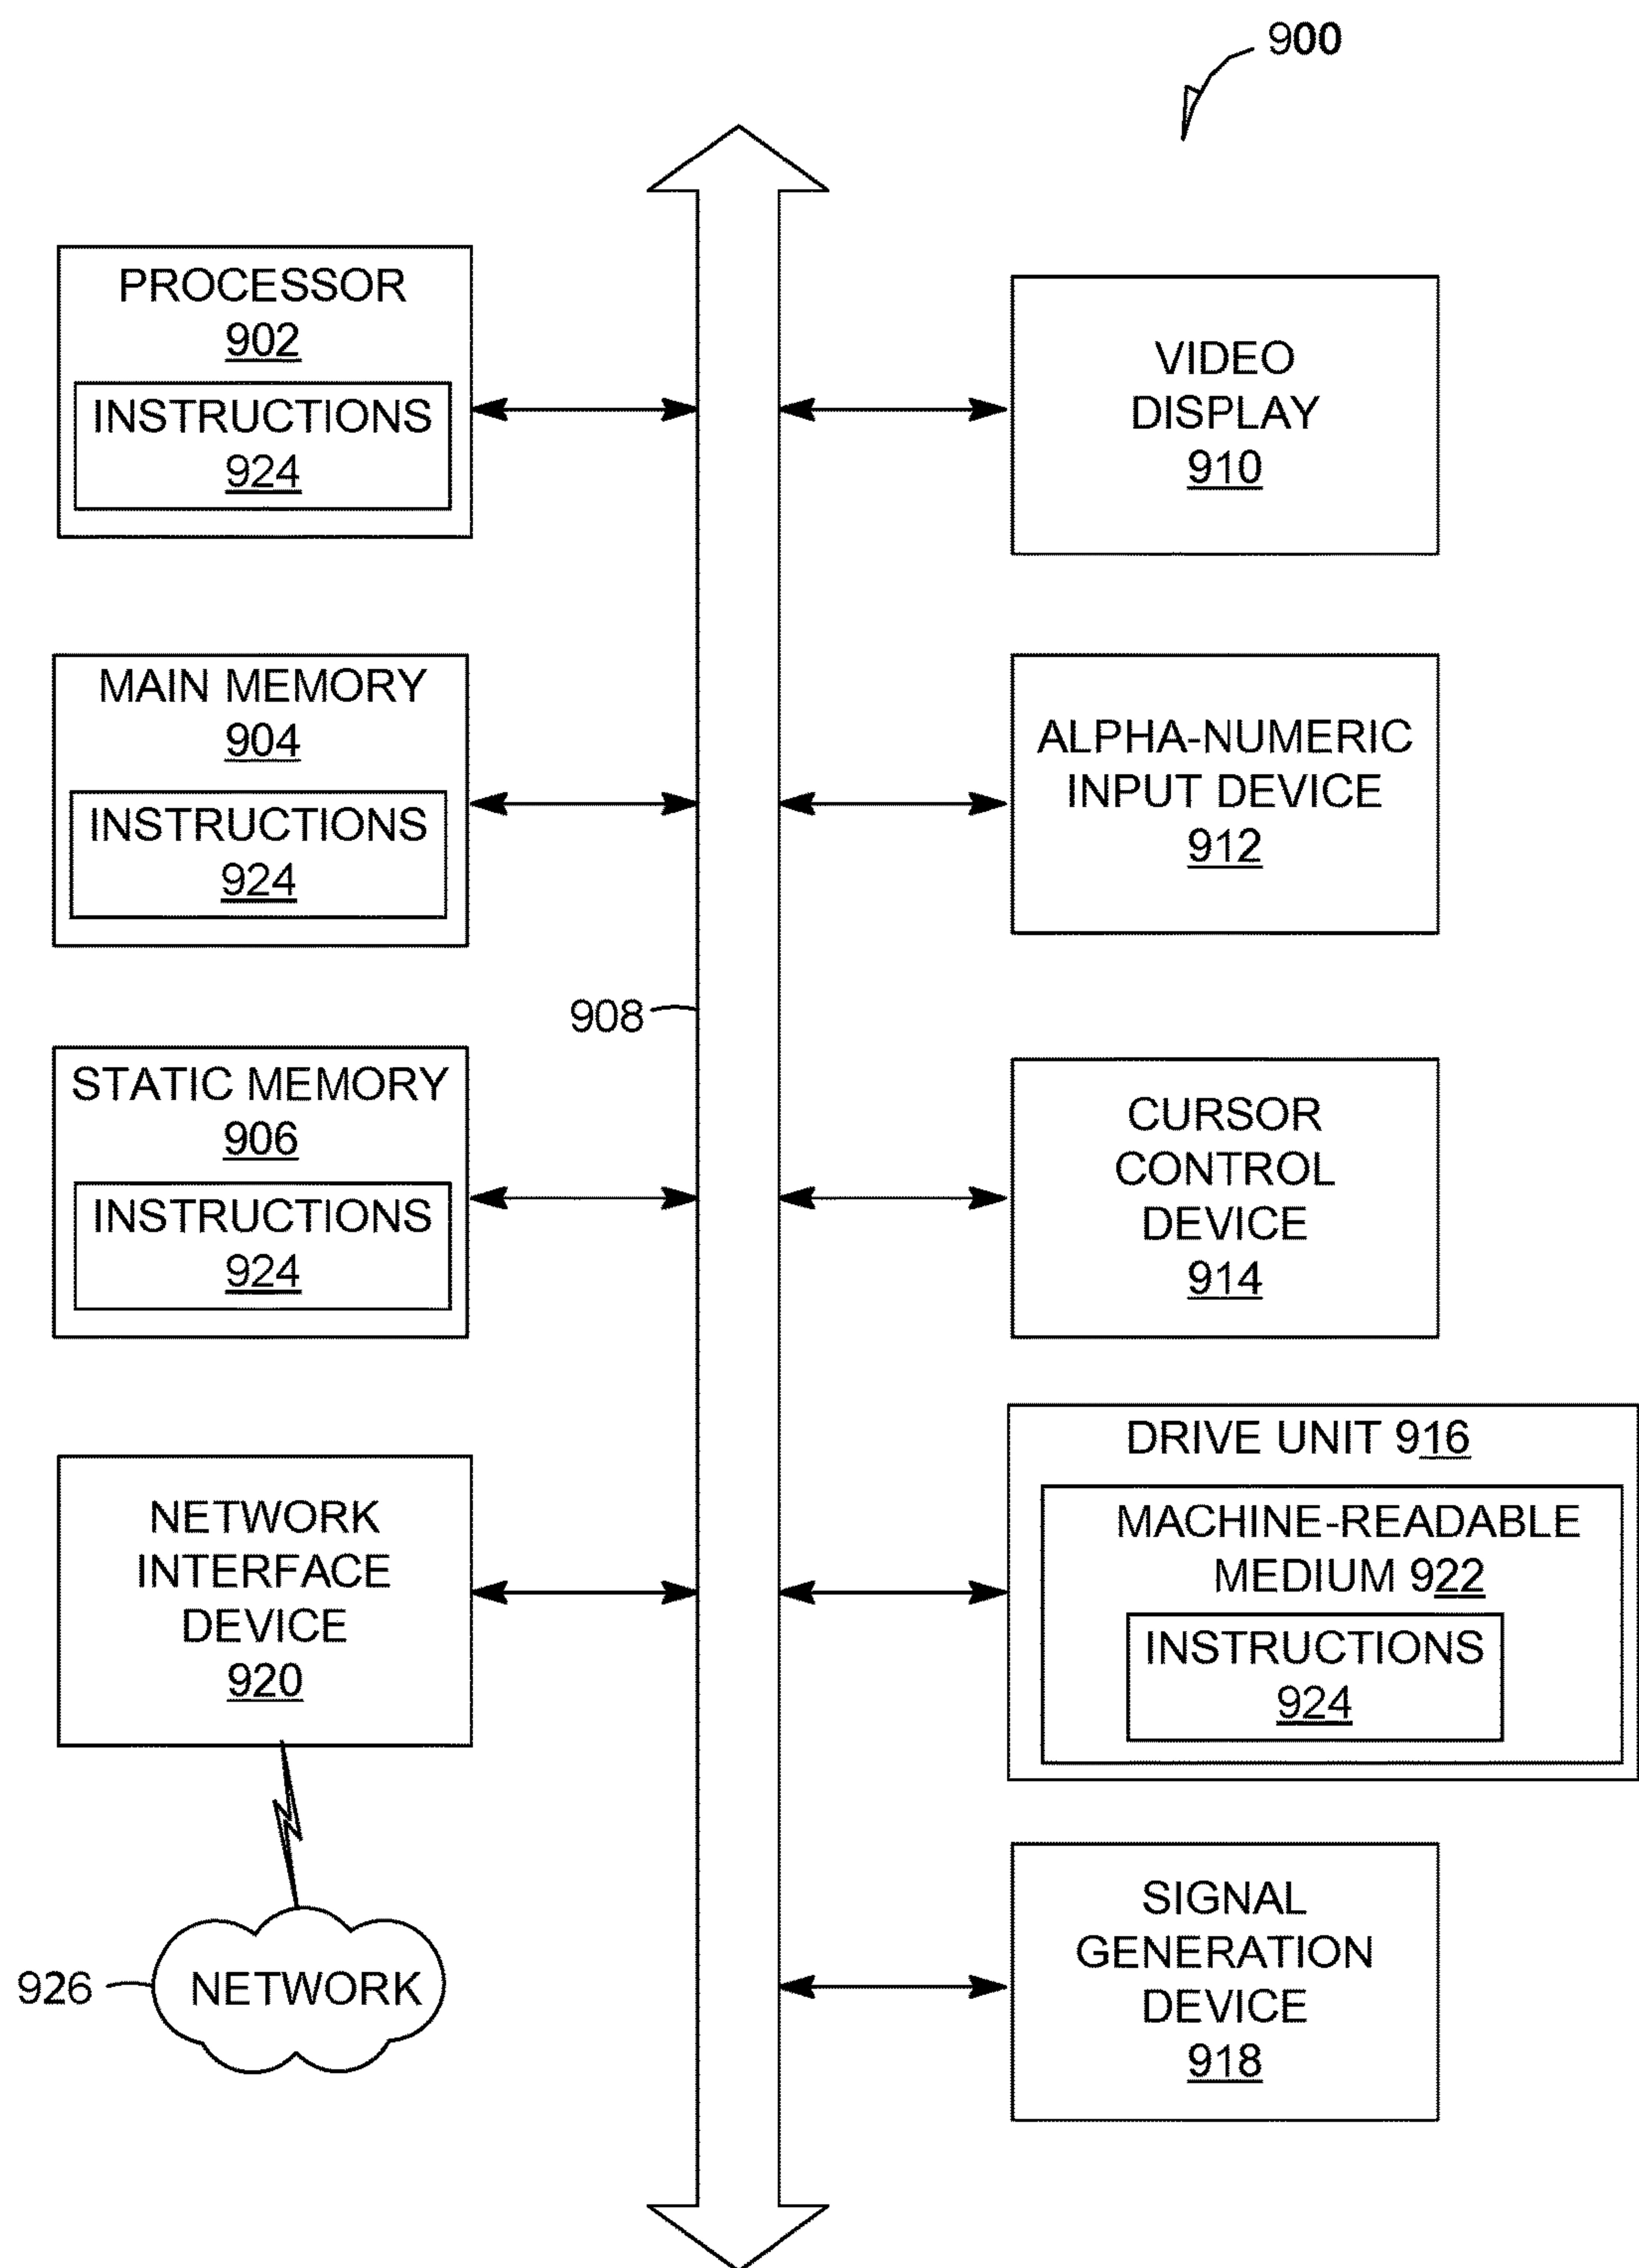 900
PROCESSOR
902
INSTRUCTIONS
924
MAIN MEMORY
904
INSTRUCTIONS
924
908
STATIC MEMORY
906
INSTRUCTIONS
924
NETWORK
INTERFACE
DEVICE
920
926
NETWORK
VIDEO
DISPLAY
910
ALPHA-NUMERIC
INPUT DEVICE
912
CURSOR
CONTROL
DEVICE
914
DRIVE UNIT 916
MACHINE-READABLE
MEDIUM 922
INSTRUCTIONS
924
SIGNAL
GENERATION
DEVICE
918